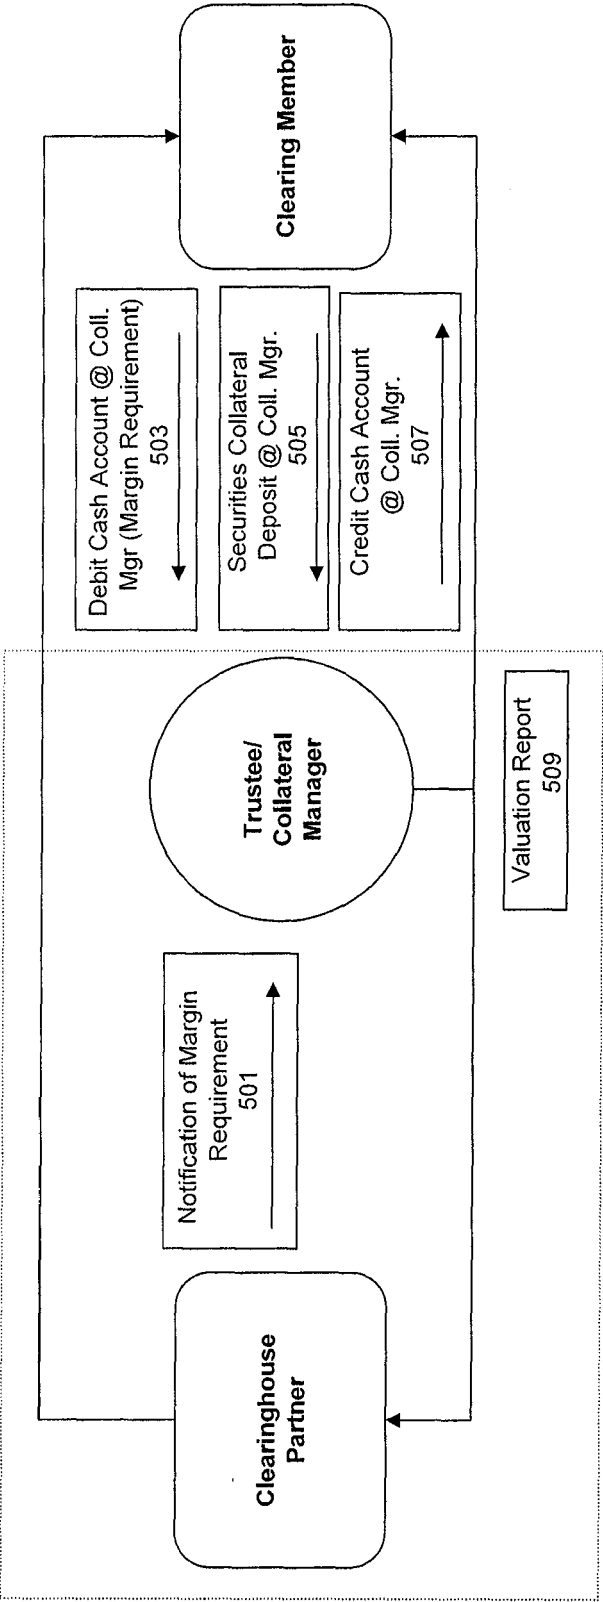 Clearinghouse
Partner
Notification of Margin
Requirement
501
Trustee/
Collateral
Manager
Valuation Report
509
Debit Cash Account @ Coll.
Mgr (Margin Requirement)
503
Securities Collateral
Deposit @ Coll. Mgr.
505
Credit Cash Account
@ Coll. Mgr.
507
Clearing Member